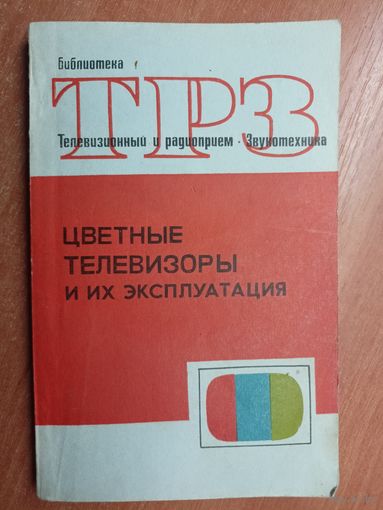 Библиотека
ТРЗ
Телевизионный и радиоприем · Звукотехника
ЦВЕТНЫЕ
ТЕЛЕВИЗОРЫ
И ИХ ЭКСПЛУАТАЦИЯ